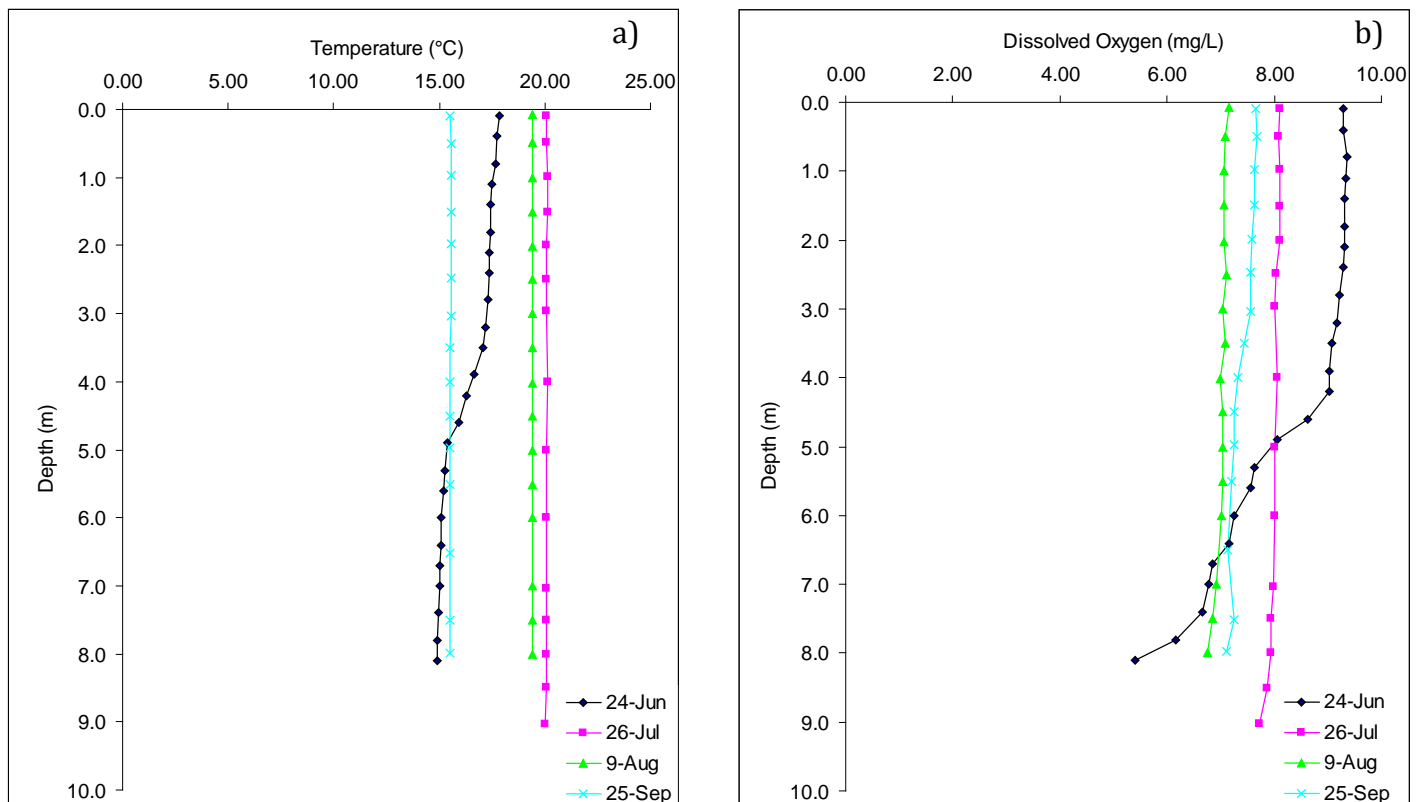 Temperature (°C)
a)
0.00 5.00 10.00 15.00 20.00 25.00
0.0
1.0
2.0
3.0
4.0
5.0
6.0
7.0
8.0
9.0
10.0
Depth (m)
24-Jun
26-Jul
9-Aug
25-Sep
Dissolved Oxygen (mg/L)
b)
0.00 2.00 4.00 6.00 8.00 10.00
0.0
1.0
2.0
3.0
4.0
5.0
6.0
7.0
8.0
9.0
10.0
Depth (m)
24-Jun
26-Jul
9-Aug
25-Sep